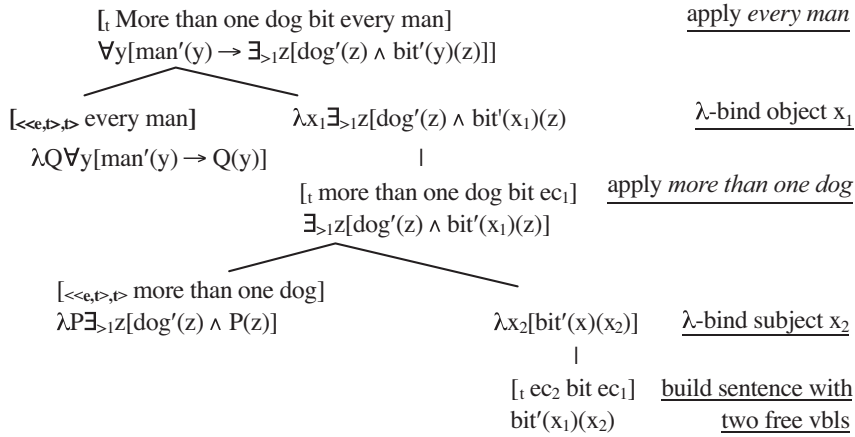 [t More than one dog bit every man] apply every man
∀y[man′(y) → ∃>1z[dog′(z) ∧ bit′(y)(z)]]
[<<e,t>,t> every man] λx1∃>1z[dog′(z) ∧ bit'(x1)(z) λ-bind object x1
λQ∀y[man′(y) → Q(y)]
[t more than one dog bit ec1] apply more than one dog
∃>1z[dog′(z) ∧ bit′(x1)(z)]
[<<e,t>,t> more than one dog]
λP∃>1z[dog′(z) ∧ P(z)] λx2[bit′(x)(x2)] λ-bind subject x2
[t ec2 bit ec1] build sentence with
bit′(x1)(x2) two free vbls